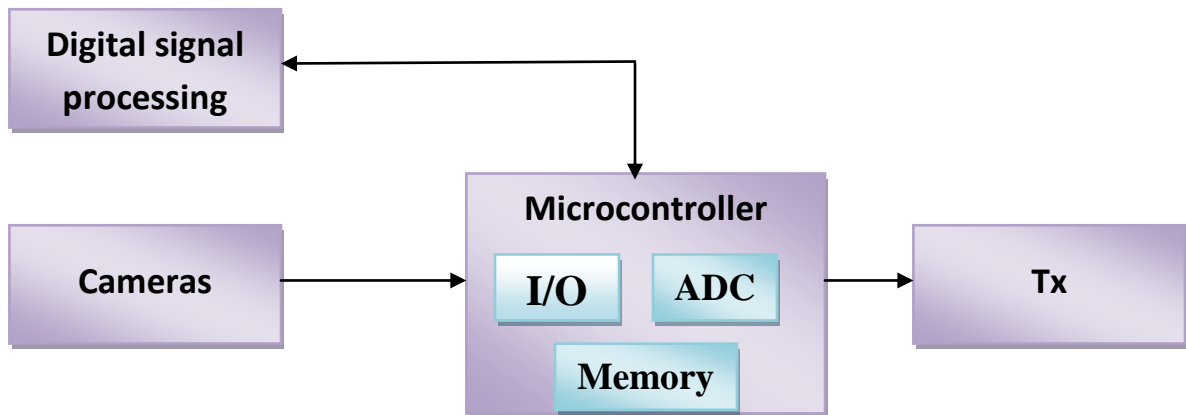 Digital signal
processing
Microcontroller
Cameras
I/O
ADC
Tx
Memory